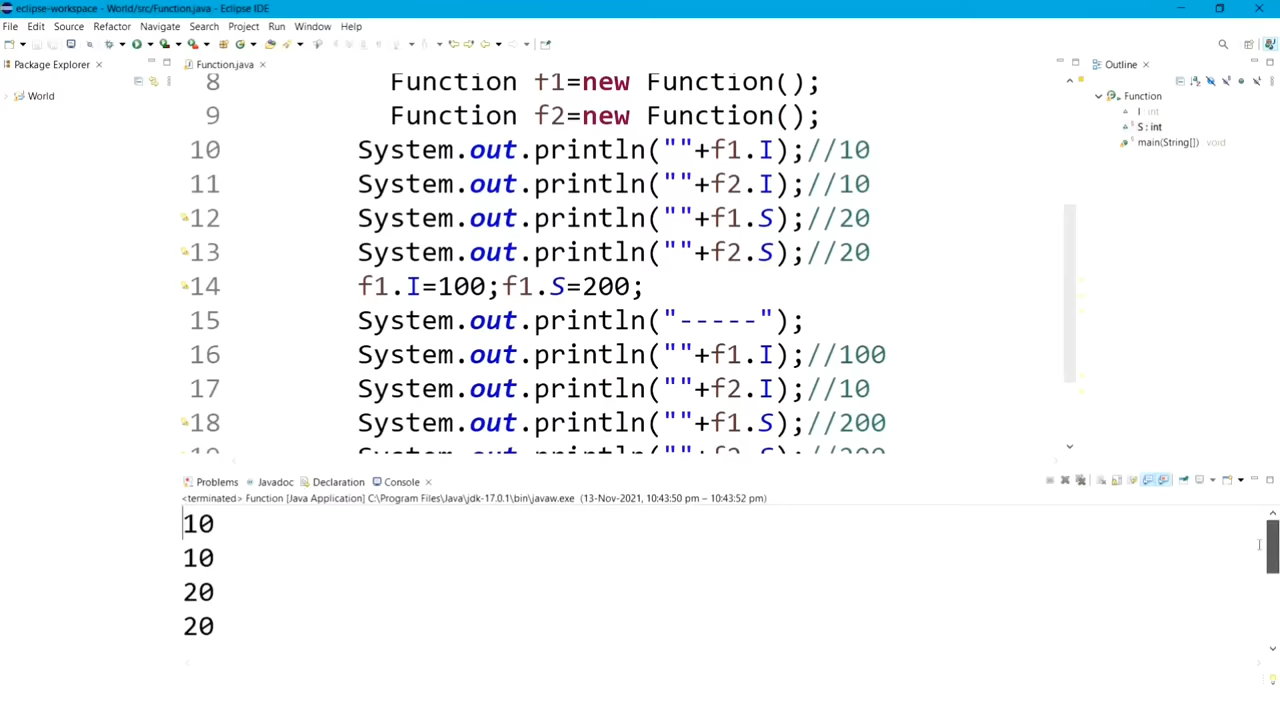 eclipse-workspace - World/src/Function.java - Eclipse IDE
File Edit Source Refactor Navigate Search Project Run Window Help
Package Explorer
Function.java
Outline
World
Function
I : int
S : int
main(String[]) void
8 Function f1=new Function();
9 Function f2=new Function();
10 System.out.println(""+f1.I);//10
11 System.out.println(""+f2.I);//10
12 System.out.println(""+f1.S);//20
13 System.out.println(""+f2.S);//20
14 f1.I=100;f1.S=200;
15 System.out.println("-----");
16 System.out.println(""+f1.I);//100
17 System.out.println(""+f2.I);//10
18 System.out.println(""+f1.S);//200
Problems Javadoc Declaration Console
<terminated> Function [Java Application] C:\Program Files\Java\jdk-17.0.1\bin\javaw.exe (13-Nov-2021, 10:43:50 pm – 10:43:52 pm)
10
10
20
20